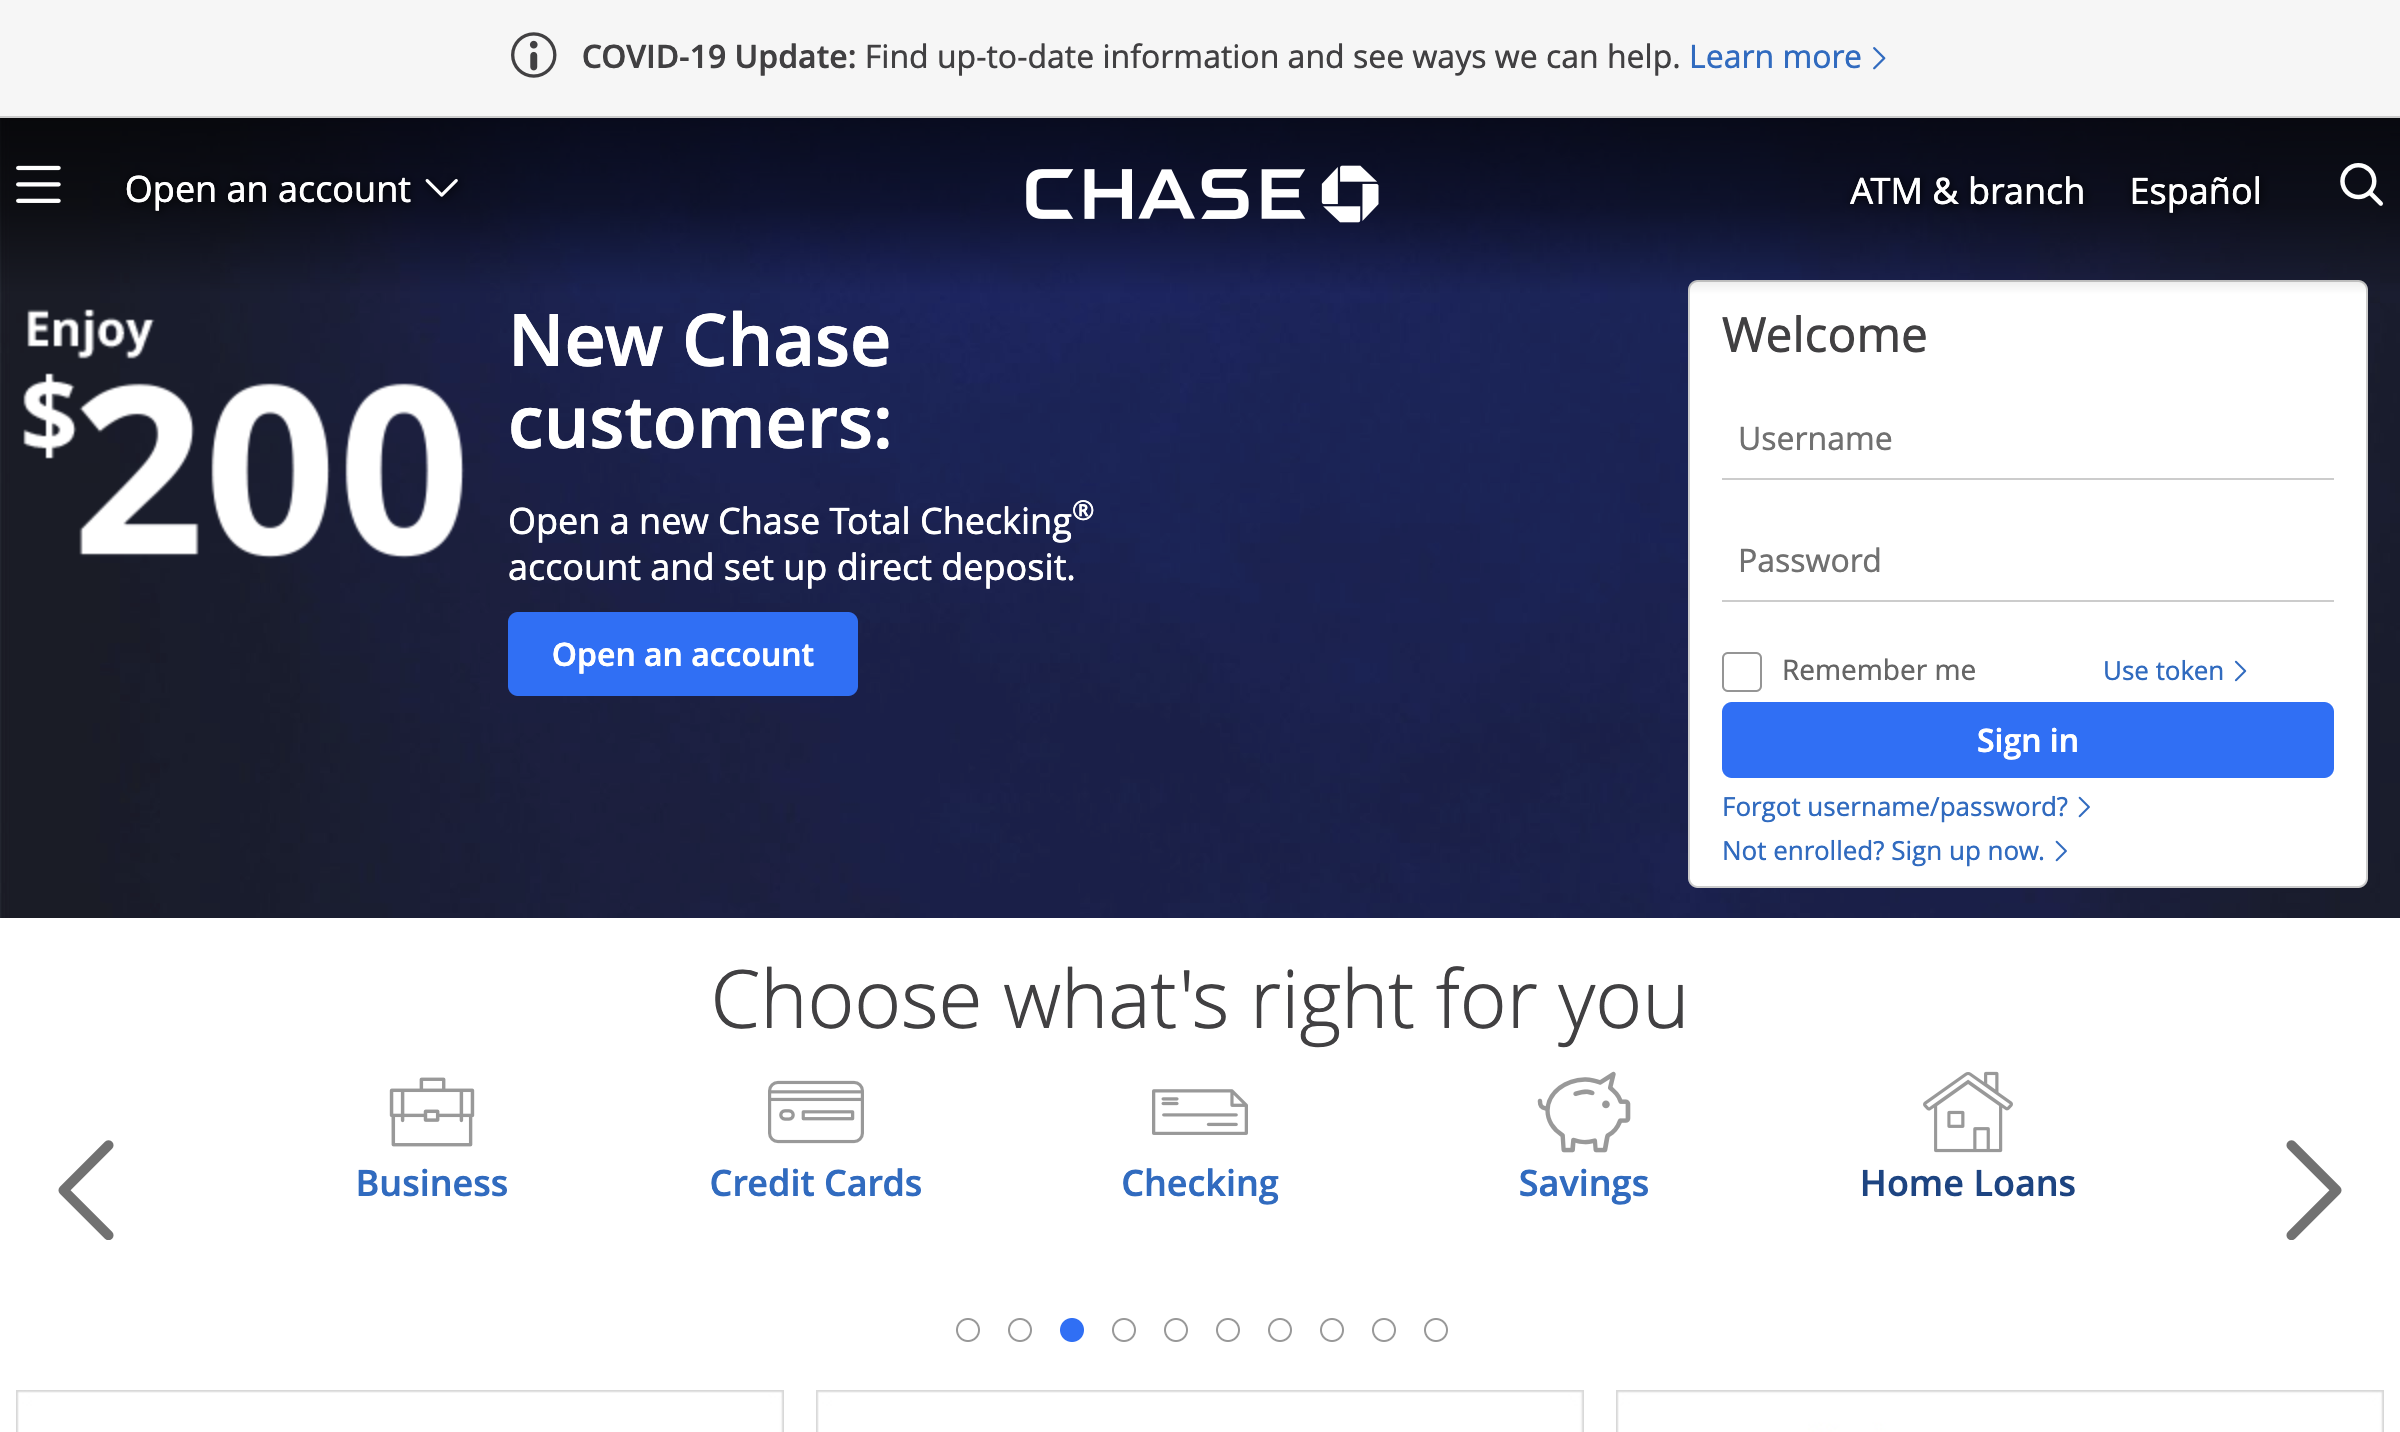 COVID-19 Update: Find up-to-date information and see ways we can help. Learn more
Open an account
CHASE
ATM & branch
Español
Enjoy
$200
New Chase
customers:
Open a new Chase Total Checking®
account and set up direct deposit.
Open an account
Welcome
Username
Password
Remember me
Use token
Sign in
Forgot username/password?
Not enrolled? Sign up now.
Choose what's right for you
Business
Credit Cards
Checking
Savings
Home Loans